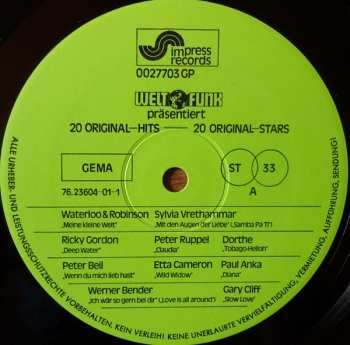 impress
records
0027703 GP
WELT FUNK
präsentiert
20 ORIGINAL-HITS — 20 ORIGINAL-STARS
GEMA
ST 33
76.23604-01-1
A
Waterloo & Robinson Sylvia Vrethammar
„Meine kleine Welt" „Mit den Augen der Liebe" („Samba Pa Ti")
Ricky Gordon Peter Ruppel Dorthe
„Deep Water" „Claudia" „Tobago-Hellon"
Peter Beil Etta Cameron Paul Anka
„Wenn du mich lieb hast" „Wild Widow" „Diana"
Werner Bender Gary Cliff
„Ich wär so gern bei dir" („Love is all around") „Slow Love"
ALLE URHEBER- UND LEISTUNGSSCHUTZRECHTE VORBEHALTEN. KEIN VERLEIH! KEINE UNERLAUBTE VERVIELFÄLTIGUNG, VERMIETUNG, AUFFÜHRUNG, SENDUNG!